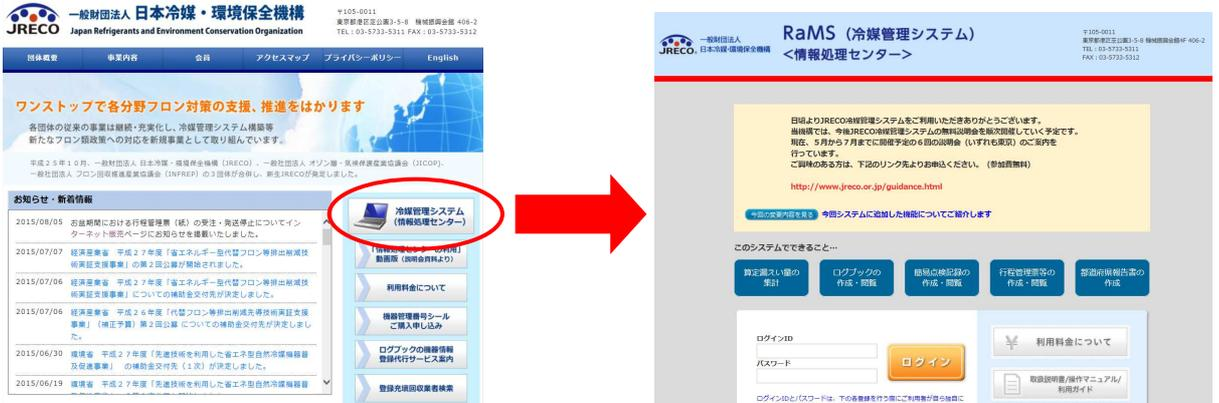 JRECO
一般財団法人 日本冷媒・環境保全機構
Japan Refrigerants and Environment Conservation Organization
〒105-0011
東京都港区芝公園3-5-8 機械振興会館 406-2
TEL:03-5733-5311 FAX:03-5733-5312
団体概要 事業内容 会員 アクセスマップ プライバシーポリシー English
ワンストップで各分野フロン対策の支援、推進をはかります
各団体の従来の事業は継続・充実化し、冷媒管理システム構築等
新たなフロン類政策への対応を新規事業として取り組んでいます。
平成25年10月、一般財団法人 日本冷媒・環境保全機構(JRECO)、一般社団法人 オゾン層・気候保護産業協議会(JICOP)、
一般社団法人 フロン回収推進産業協議会(INFREP)の3団体が合併し、新生JRECOが発足しました。
お知らせ・新着情報
2015/08/05 お盆期間における行程管理票(紙)の受注・発送停止についてイン
ターネット販売ページにお知らせを掲載いたしました。
2015/07/07 経済産業省 平成27年度「省エネルギー型代替フロン等排出削減技
術実証支援事業」の第2回公募が開始されました。
2015/07/06 経済産業省 平成27年度「省エネルギー型代替フロン等排出削減技
術実証支援事業」についての補助金交付先が決定しました。
2015/07/06 経済産業省 平成26年度「代替フロン等排出削減先導技術実証支援
事業」(補正予算)第2回公募 についての補助金交付先が決定しまし
た。
2015/06/30 環境省 平成27年度「先進技術を利用した省エネ型自然冷媒機器普
及促進事業」 の補助金交付先(1次)が決定しました。
2015/06/19 環境省 平成27年度「先進技術を利用した省エネ型自然冷媒機器普
冷媒管理システム
(情報処理センター)
「情報処理センターの利用」
動画版(説明会資料より)
利用料金について
機器管理番号シール
ご購入申し込み
ログブックの機器情報
登録代行サービス案内
登録充填回収業者検索
JRECO.
一般財団法人
日本冷媒・環境保全機構
RaMS(冷媒管理システム)
<情報処理センター>
〒105-0011
東京都港区芝公園3-5-8 機械振興会館4F 406-2
TEL:03-5733-5311
FAX:03-5733-5312
日頃よりJRECO冷媒管理システムをご利用いただきありがとうございます。
当機構では、今後JRECO冷媒管理システムの無料説明会を順次開催していく予定です。
現在、5月から7月までに開催予定の6回の説明会(いずれも東京)のご案内を
行っています。
ご興味のある方は、下記のリンク先よりお申込ください。(参加費無料)
http://www.jreco.or.jp/guidance.html
今回の変更内容を見る 今回システムに追加した機能についてご紹介します
このシステムでできること…
算定漏えい量の
集計
ログブックの
作成・閲覧
簡易点検記録の
作成・閲覧
行程管理票等の
作成・閲覧
都道府県報告書の
作成
ログインID
パスワード
ログイン
ログインIDとパスワードは、下の各登録を行う際にご利用者が自ら独自に
利用料金について
取扱説明書/操作マニュアル/
利用ガイド